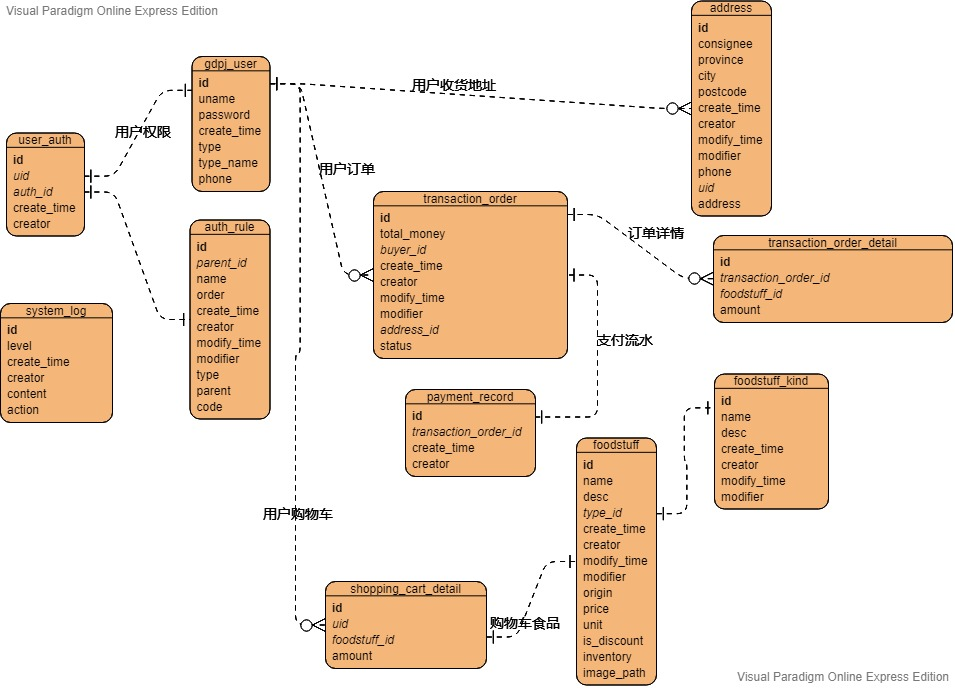 Visual Paradigm Online Express Edition
address
id
consignee
province
city
postcode
create_time
creator
modify_time
modifier
phone
uid
address
gdpj_user
id
uname
password
create_time
type
type_name
phone
用户收货地址
用户权限
user_auth
id
uid
auth_id
create_time
creator
用户订单
transaction_order
id
total_money
buyer_id
create_time
creator
modify_time
modifier
address_id
status
订单详情
transaction_order_detail
id
transaction_order_id
foodstuff_id
amount
auth_rule
id
parent_id
name
order
create_time
creator
modify_time
modifier
type
parent
code
system_log
id
level
create_time
creator
content
action
支付流水
payment_record
id
transaction_order_id
create_time
creator
foodstuff_kind
id
name
desc
create_time
creator
modify_time
modifier
foodstuff
id
name
desc
type_id
create_time
creator
modify_time
modifier
origin
price
unit
is_discount
inventory
image_path
用户购物车
shopping_cart_detail
id
uid
foodstuff_id
amount
购物车食品
Visual Paradigm Online Express Edition